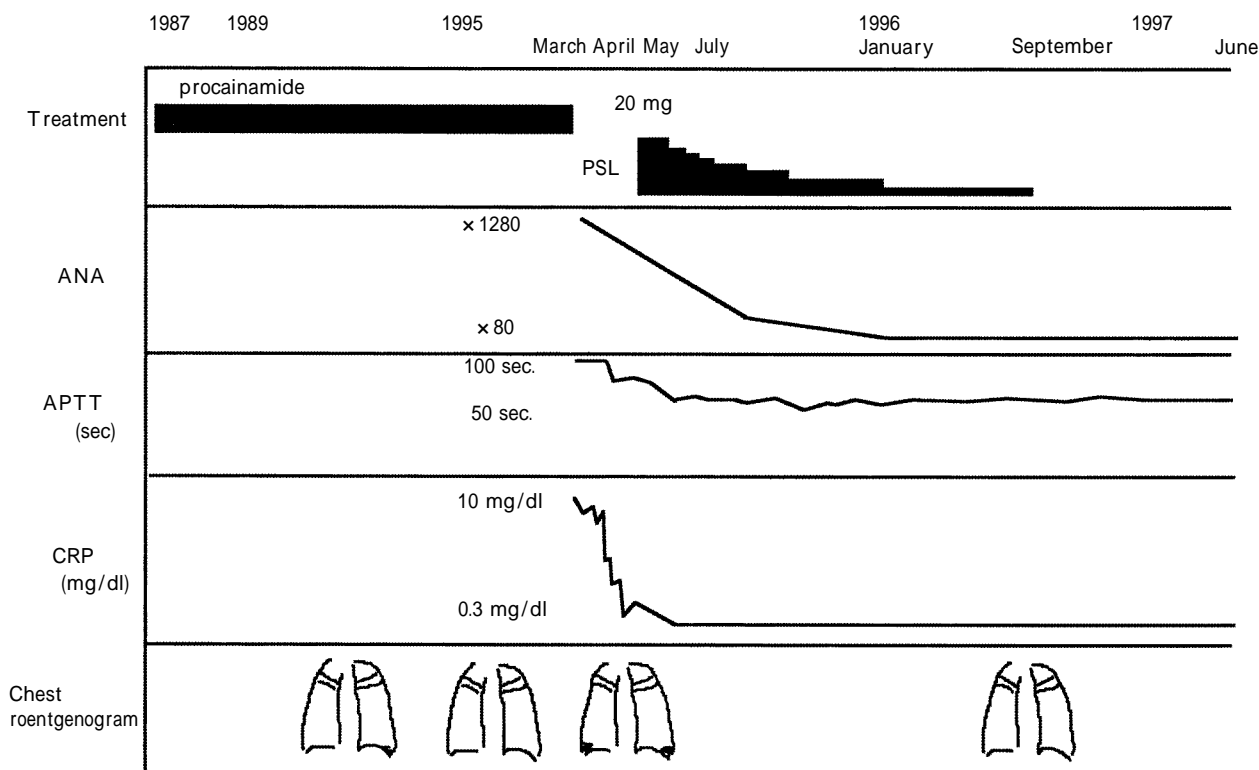 1987 1989 1995 1996 1997
March April May July January September June
procainamide
Treatment
20 mg
PSL
×1280
ANA
×80
100 sec.
APTT
50 sec.
(sec)
10 mg/dl
CRP
(mg/dl)
0.3 mg/dl
Chest
roentgenogram